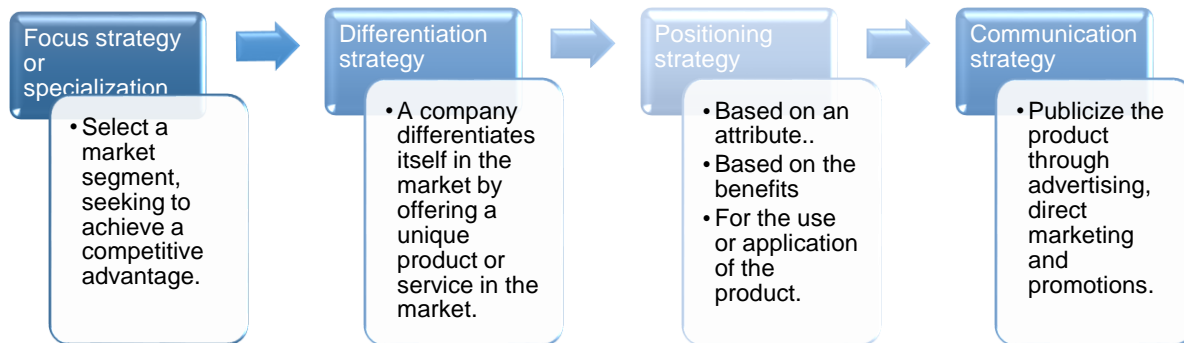 Focus strategy
or
specialization
• Select a
market
segment,
seeking to
achieve a
competitive
advantage.
Differentiation
strategy
• A company
differentiates
itself in the
market by
offering a
unique
product or
service in the
market.
Positioning
strategy
• Based on an
attribute..
• Based on the
benefits
• For the use
or application
of the
product.
Communication
strategy
• Publicize the
product
through
advertising,
direct
marketing
and
promotions.